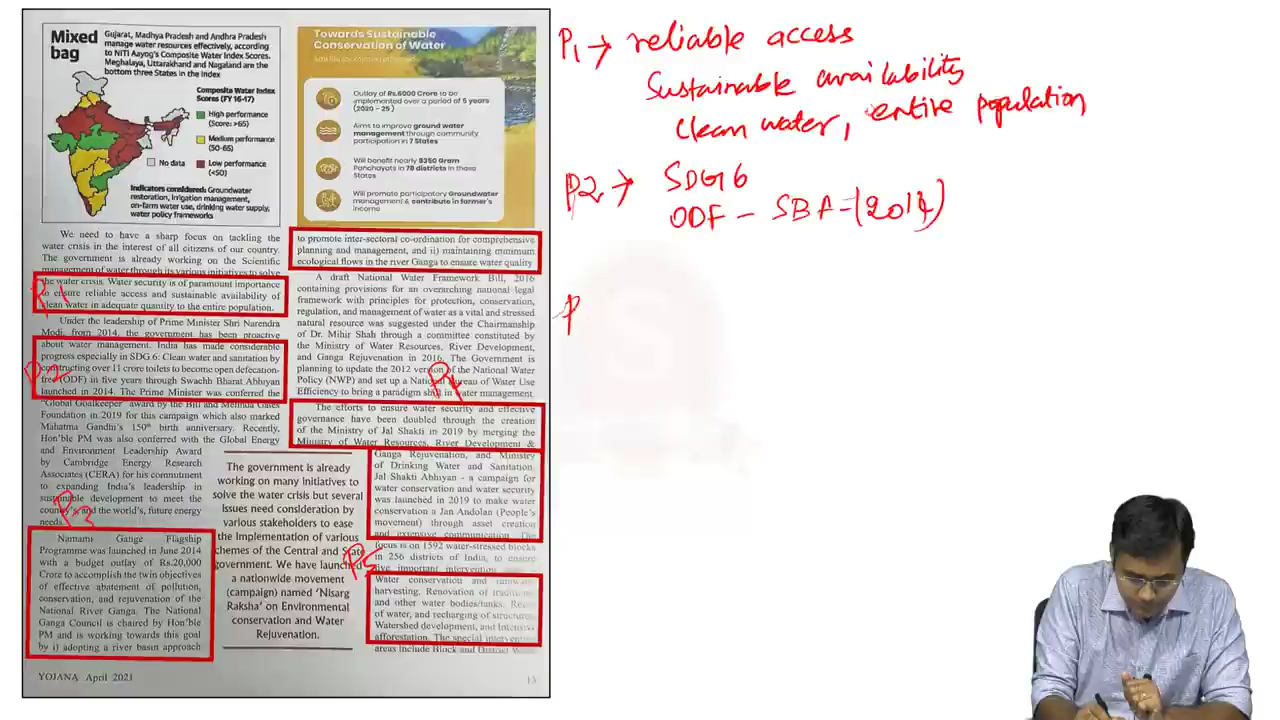 Mixed
bag
Gujarat, Madhya Pradesh and Andhra Pradesh
manage water resources effectively, according
to NITI Aayog's Composite Water Index Scores.
Meghalaya, Uttarakhand and Nagaland are the
bottom three States in the Index
Composite Water Index
Scores (FY 16-17)
High performance
(Score: >65)
Medium performance
(50-65)
No data
Low performance
(<50)
Indicators considered: Groundwater
restoration, irrigation management,
on-farm water use, drinking water supply,
water policy frameworks
Towards Sustainable
Conservation of Water
Outlay of Rs.6000 Crore to be
implemented over a period of 5 years
(2020 - 25)
Aims to improve ground water
management through community
participation in 7 States
Will benefit nearly 8350 Gram
Panchayats in 78 districts in these
States
Will promote participatory Groundwater
management & contribute in farmer's
income
We need to have a sharp focus on tackling the
water crisis in the interest of all citizens of our country.
The government is already working on the Scientific
management of water through its various initiatives to solve
the water crisis. Water security is of paramount importance
to ensure reliable access and sustainable availability of
clean water in adequate quantity to the entire population.
P1
Under the leadership of Prime Minister Shri Narendra
Modi, from 2014, the government has been proactive
about water management. India has made considerable
progress especially in SDG 6: Clean water and sanitation by
constructing over 11 crore toilets to become open defecation-
free (ODF) in five years through Swachh Bharat Abhiyan
launched in 2014. The Prime Minister was conferred the
P2
'Global Goalkeeper' award by the Bill and Melinda Gates
Foundation in 2019 for this campaign which also marked
Mahatma Gandhi's 150th birth anniversary. Recently,
Hon'ble PM was also conferred with the Global Energy
and Environment Leadership Award
by Cambridge Energy Research
Associates (CERA) for his commitment
to expanding India's leadership in
sustainable development to meet the
country's and the world's, future energy
needs.
P3
Namami Gange Flagship
Programme was launched in June 2014
with a budget outlay of Rs.20,000
Crore to accomplish the twin objectives
of effective abatement of pollution,
conservation, and rejuvenation of the
National River Ganga. The National
Ganga Council is chaired by Hon'ble
PM and is working towards this goal
by i) adopting a river basin approach
The government is already
working on many initiatives to
solve the water crisis but several
issues need consideration by
various stakeholders to ease
the implementation of various
schemes of the Central and State
government. We have launched
a nationwide movement
(campaign) named 'Nisarg
Raksha' on Environmental
conservation and Water
Rejuvenation.
to promote inter-sectoral co-ordination for comprehensive
planning and management, and ii) maintaining minimum
ecological flows in the river Ganga to ensure water quality
A draft National Water Framework Bill, 2016
containing provisions for an overarching national legal
framework with principles for protection, conservation,
regulation, and management of water as a vital and stressed
natural resource was suggested under the Chairmanship
of Dr. Mihir Shah through a committee constituted by
the Ministry of Water Resources, River Development,
and Ganga Rejuvenation in 2016. The Government is
planning to update the 2012 version of the National Water
Policy (NWP) and set up a National Bureau of Water Use
Efficiency to bring a paradigm shift in water management.
The efforts to ensure water security and effective
governance have been doubled through the creation
of the Ministry of Jal Shakti in 2019 by merging the
Ministry of Water Resources, River Development &
Ganga Rejuvenation, and Ministry
of Drinking Water and Sanitation.
Jal Shakti Abhiyan - a campaign for
water conservation and water security
was launched in 2019 to make water
conservation a Jan Andolan (People's
movement) through asset creation
and extensive communication. The
focus is on 1592 water-stressed blocks
in 256 districts of India, to ensure
five important intervention
P5
Water conservation and rainwater
harvesting. Renovation of traditional
and other water bodies/tanks.
of water, and recharging of structures
Watershed development, and Intensive
afforestation. The special intervention
areas include Block and District Water
YOJANA April 2021
13
P1 → reliable access
Sustainable availability
clean water, entire population
P2 → SDG 6
ODF - SBA - (2014)
P